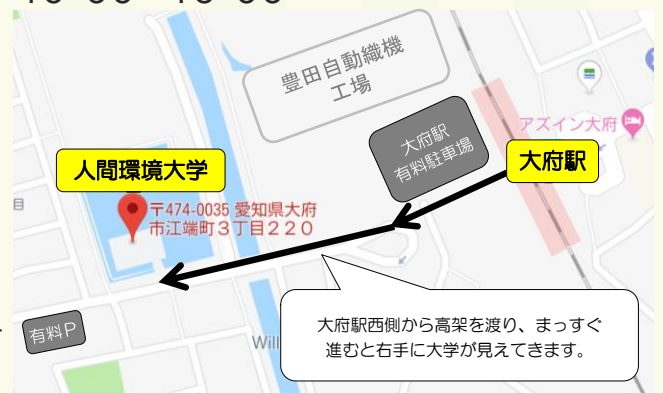 豊田自動織機
工場
大府駅
有料駐車場
アズイン大府
大府駅
人間環境大学
〒474-0035 愛知県大府
市江端町3丁目220
目
有料P
Will
大府駅西側から高架を渡り、まっすぐ
進むと右手に大学が見えてきます。